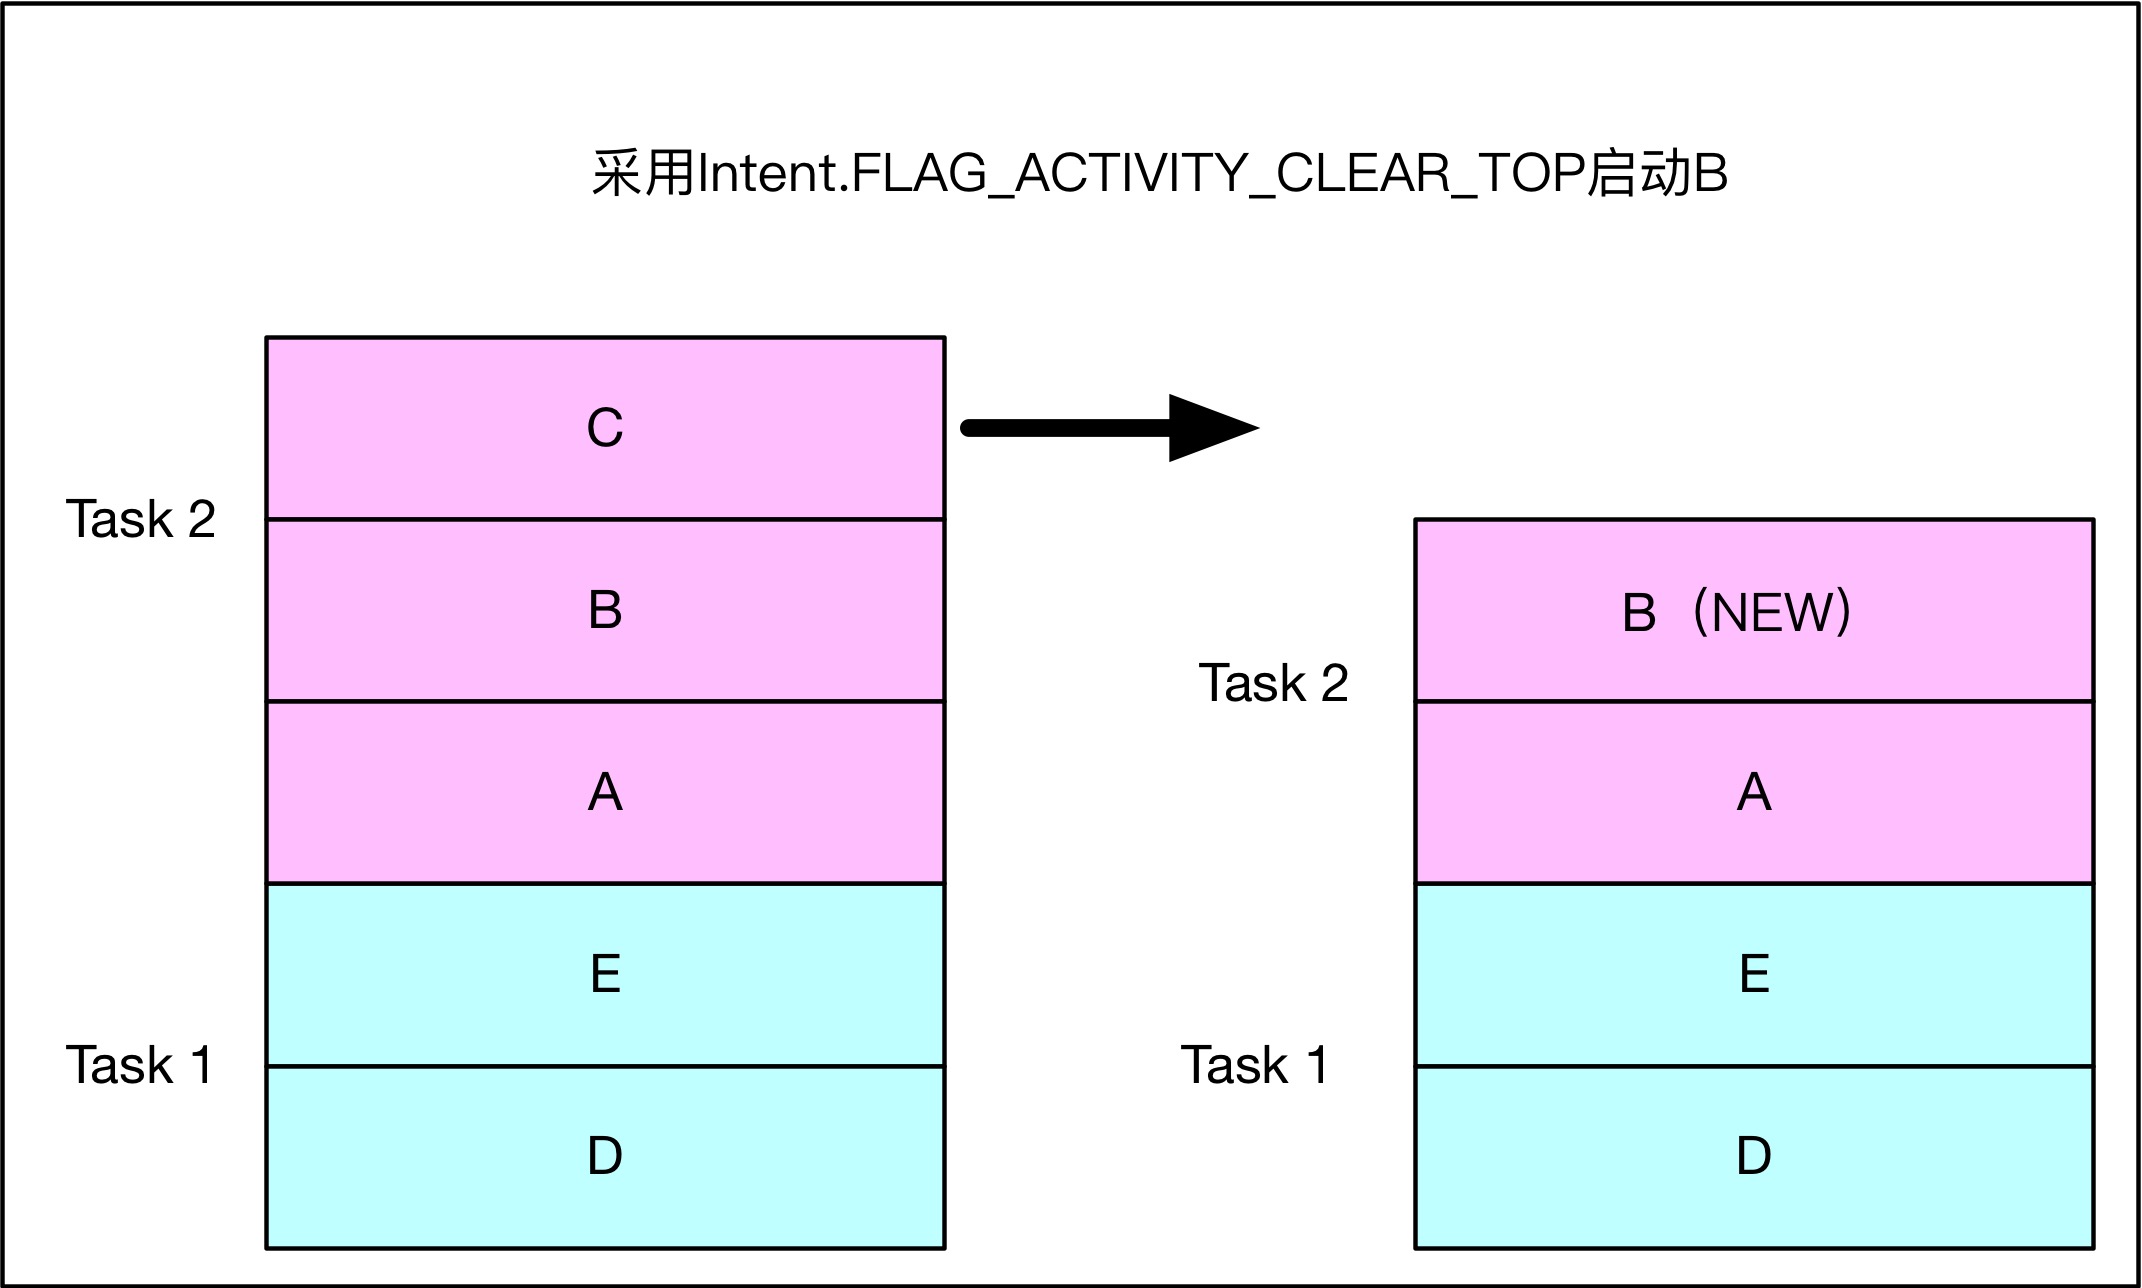 采用Intent.FLAG_ACTIVITY_CLEAR_TOP启动B
C
Task 2
B
A
E
Task 1
D
B（NEW）
Task 2
A
E
Task 1
D